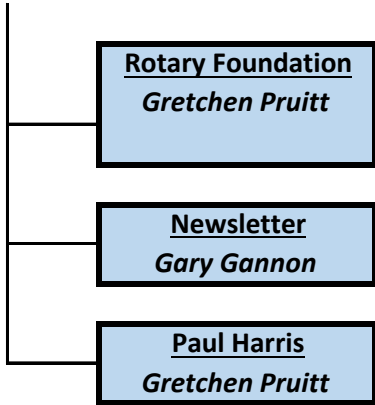 Rotary Foundation
Gretchen Pruitt
Newsletter
Gary Gannon
Paul Harris
Gretchen Pruitt